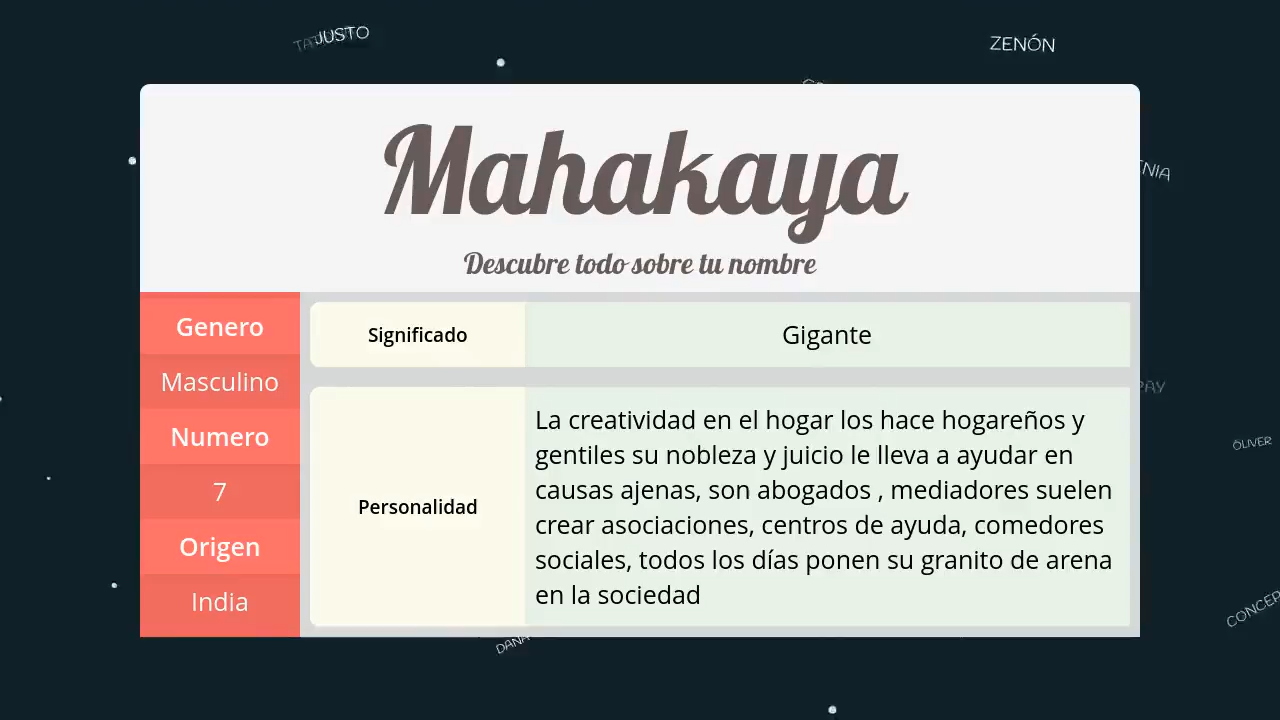 JUSTO
ZENÓN
Mahakaya
Descubre todo sobre tu nombre
Genero
Masculino
Numero
7
Origen
India
Significado
Gigante
Personalidad
La creatividad en el hogar los hace hogareños y
gentiles su nobleza y juicio le lleva a ayudar en
causas ajenas, son abogados , mediadores suelen
crear asociaciones, centros de ayuda, comedores
sociales, todos los días ponen su granito de arena
en la sociedad
OLIVER
DANA